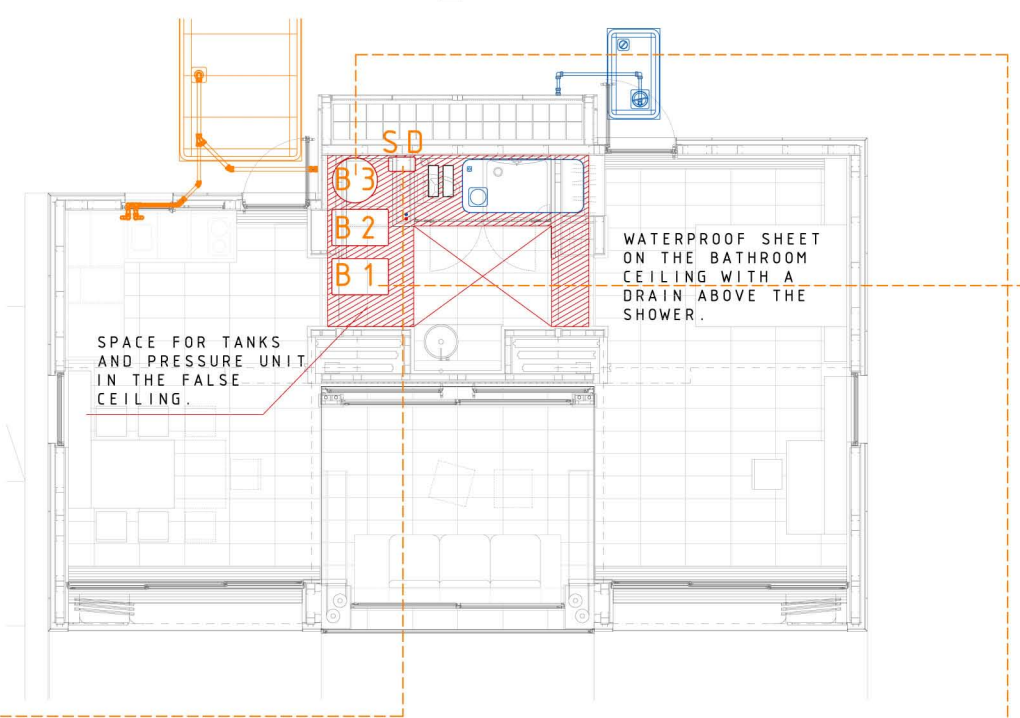 SD
B3
B2
B1
WATERPROOF SHEET
ON THE BATHROOM
CEILING WITH A
DRAIN ABOVE THE
SHOWER.
SPACE FOR TANKS
AND PRESSURE UNIT
IN THE FALSE
CEILING.